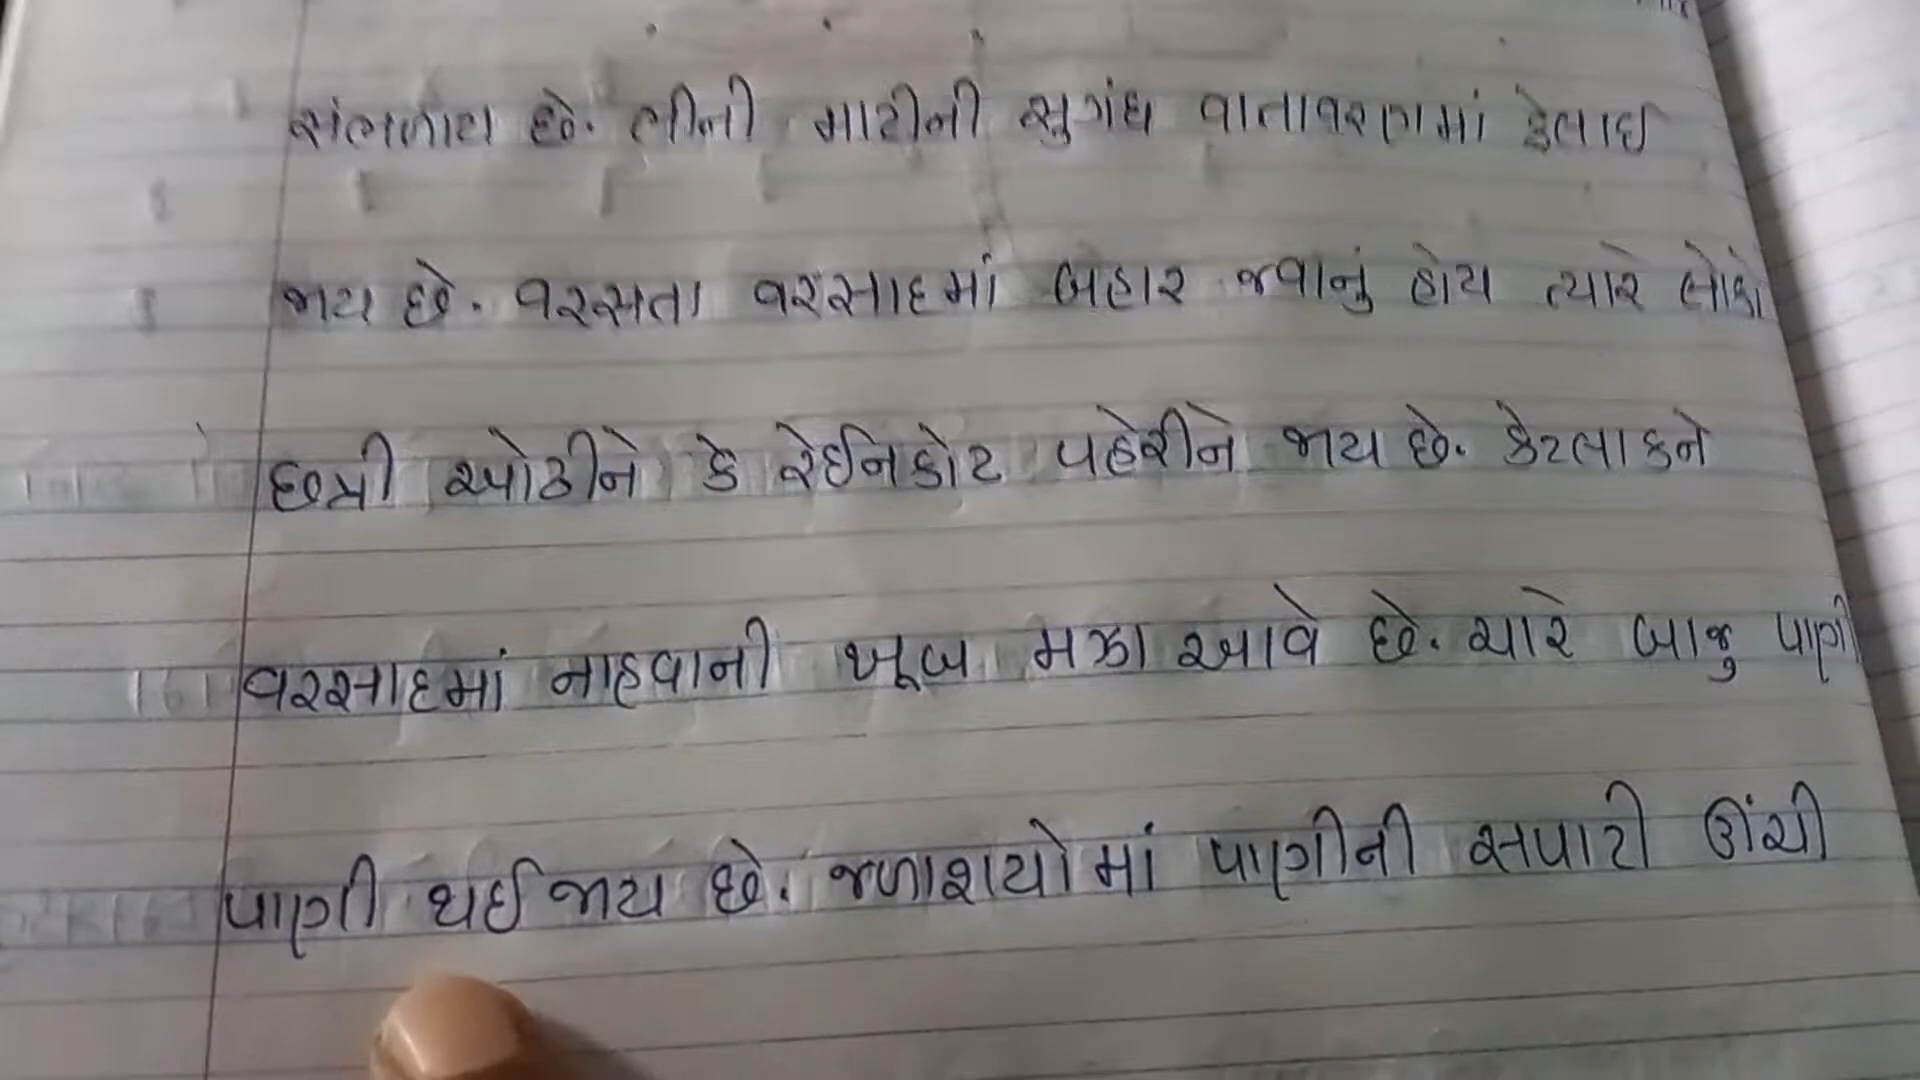 સંભળાય છે. ભીની માટીની સુગંધ વાતાવરણમાં ફેલાઈ
જાય છે. વરસતા વરસાદમાં બહાર જવાનું હોય ત્યારે લોકો
છત્રી ઓઢીને કે રેઈનકોટ પહેરીને જાય છે. કેટલાકને
વરસાદમાં નાહવાની ખૂબ મઝા આવે છે. ચારે બાજુ પાણી
પાણી થઈ જાય છે. જળાશયોમાં પાણીની સપાટી ઊંચી